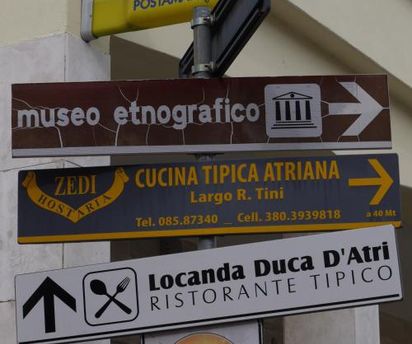 POSTAMAT
museo etnografico
ZEDI
HOSTARIA
CUCINA TIPICA ATRIANA
Largo R. Tini
Tel. 085.87340 _ Cell. 380.3939818
a 40 Mt
Locanda Duca D'Atri
RISTORANTE TIPICO